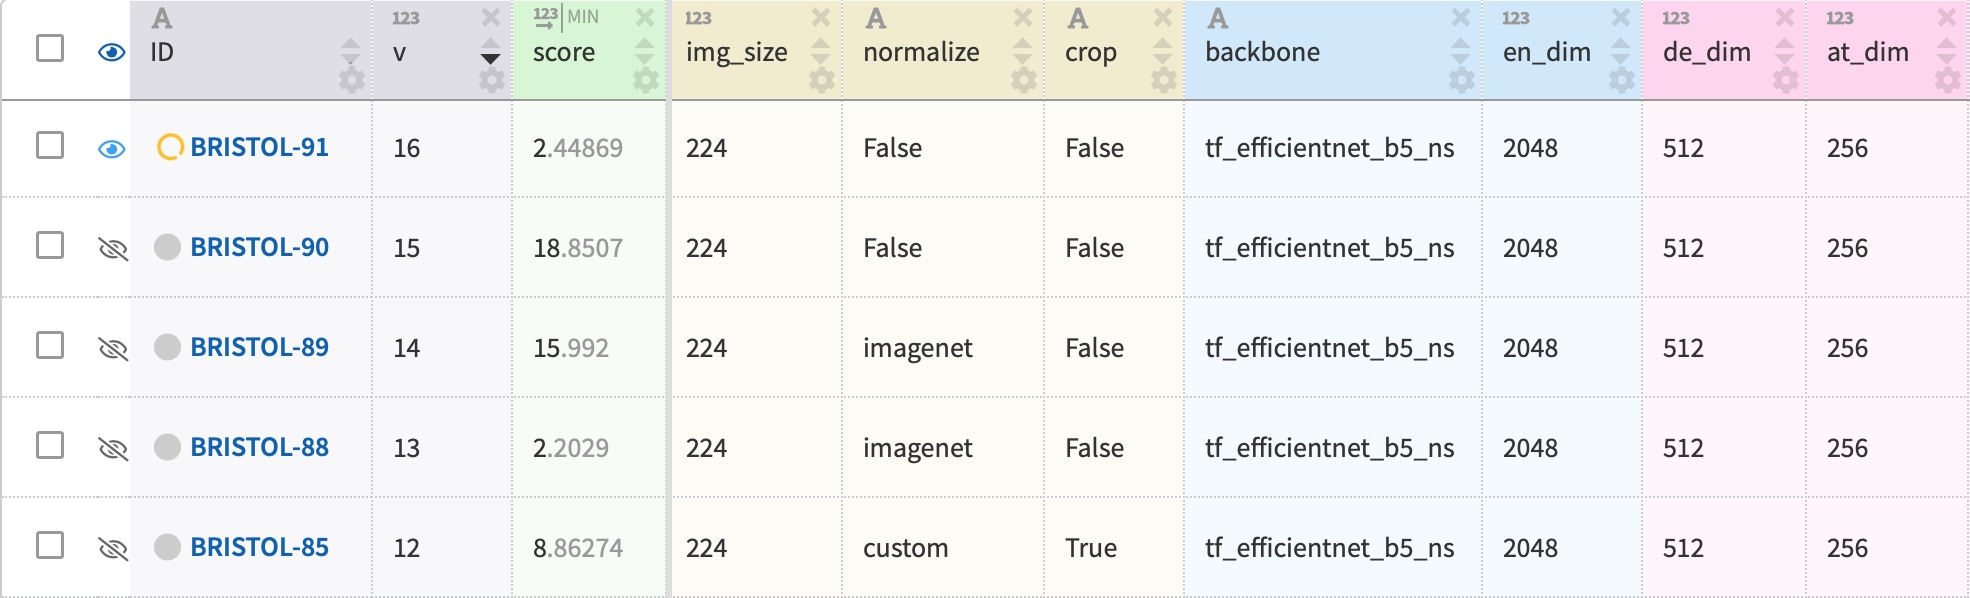 A 123 123 MIN 123 A A A 123 123 123
ID v score img_size normalize crop backbone en_dim de_dim at_dim
BRISTOL-91 16 2.44869 224 False False tf_efficientnet_b5_ns 2048 512 256
BRISTOL-90 15 18.8507 224 False False tf_efficientnet_b5_ns 2048 512 256
BRISTOL-89 14 15.992 224 imagenet False tf_efficientnet_b5_ns 2048 512 256
BRISTOL-88 13 2.2029 224 imagenet False tf_efficientnet_b5_ns 2048 512 256
BRISTOL-85 12 8.86274 224 custom True tf_efficientnet_b5_ns 2048 512 256